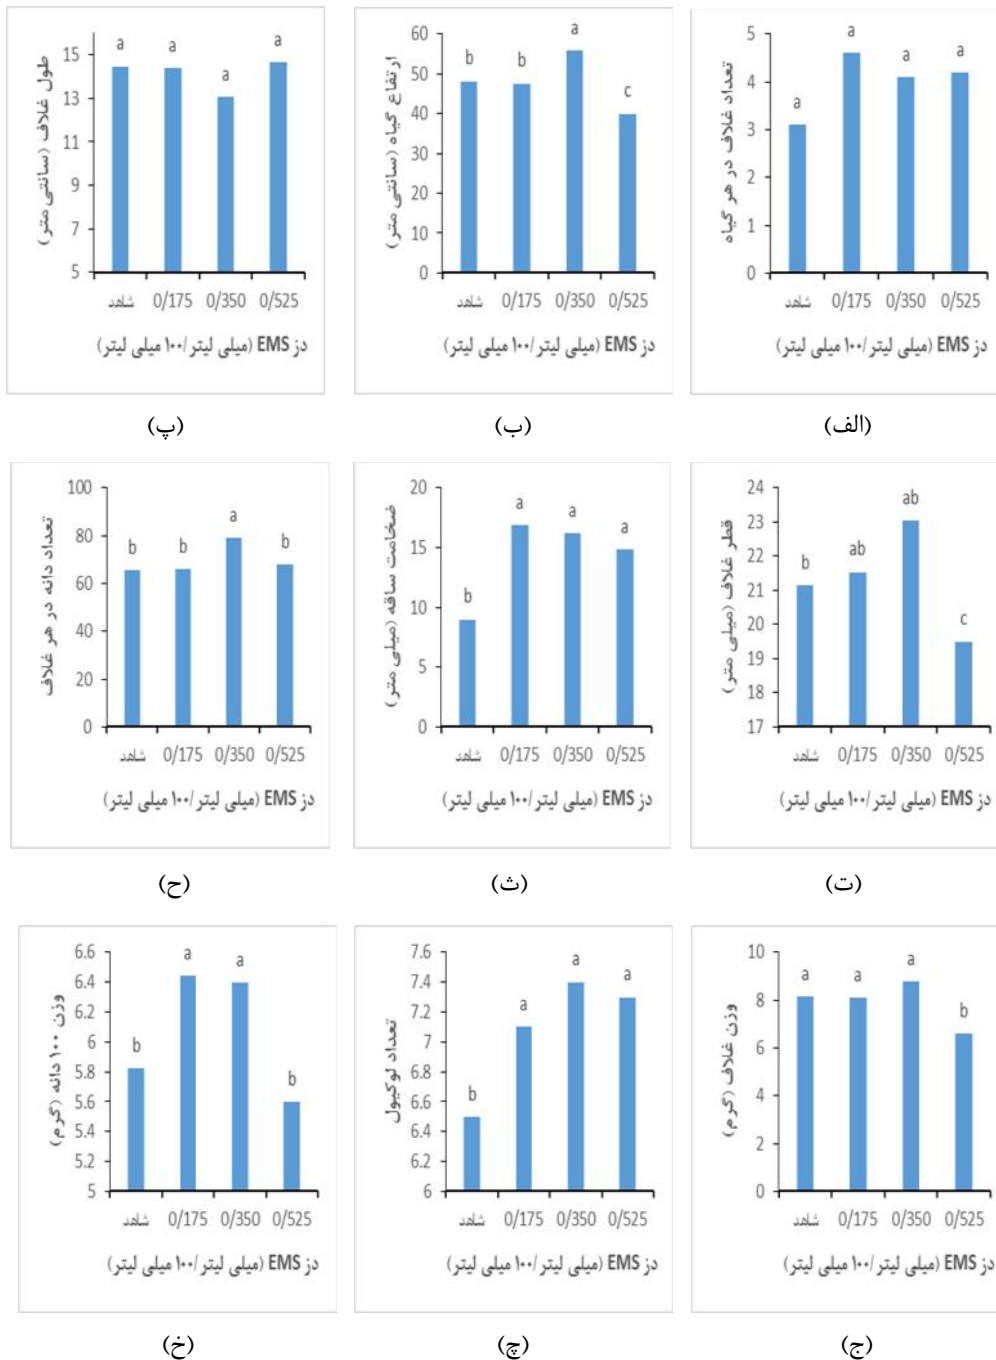 تعداد غلاف در هر گیاه
5
4
3
2
1
0
a
a
a
a
شاهد 0/175 0/350 0/525
دز EMS (میلی لیتر/۱۰۰ میلی لیتر)
(الف)
ارتفاع گیاه (سانتی متر)
60
50
40
30
20
10
0
b
b
a
c
شاهد 0/175 0/350 0/525
دز EMS (میلی لیتر/۱۰۰ میلی لیتر)
(ب)
طول غلاف (سانتی متر)
15
13
11
9
7
5
a
a
a
a
شاهد 0/175 0/350 0/525
دز EMS (میلی لیتر/۱۰۰ میلی لیتر)
(پ)
قطر غلاف (میلی متر)
24
23
22
21
20
19
18
17
b
ab
ab
c
شاهد 0/175 0/350 0/525
دز EMS (میلی لیتر/۱۰۰ میلی لیتر)
(ت)
ضخامت ساقه (میلی متر)
20
15
10
5
0
b
a
a
a
شاهد 0/175 0/350 0/525
دز EMS (میلی لیتر/۱۰۰ میلی لیتر)
(ث)
تعداد دانه در هر غلاف
100
80
60
40
20
0
b
b
a
b
شاهد 0/175 0/350 0/525
دز EMS (میلی لیتر/۱۰۰ میلی لیتر)
(ح)
وزن غلاف (گرم)
10
8
6
4
2
0
a
a
a
b
شاهد 0/175 0/350 0/525
دز EMS (میلی لیتر/۱۰۰ میلی لیتر)
(ج)
تعداد لوکیول
7.6
7.4
7.2
7
6.8
6.6
6.4
6.2
6
b
a
a
a
شاهد 0/175 0/350 0/525
دز EMS (میلی لیتر/۱۰۰ میلی لیتر)
(چ)
وزن ۱۰۰ دانه (گرم)
6.6
6.4
6.2
6
5.8
5.6
5.4
5.2
5
b
a
a
b
شاهد 0/175 0/350 0/525
دز EMS (میلی لیتر/۱۰۰ میلی لیتر)
(خ)